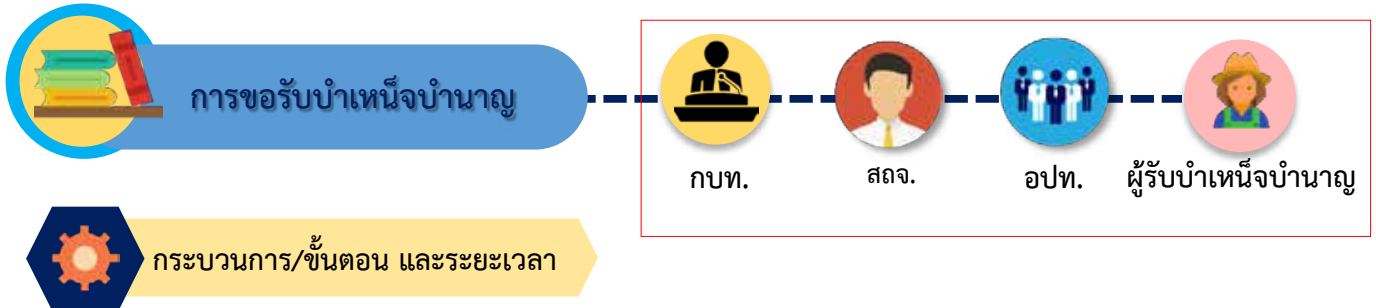 การขอรับบำเหน็จบำนาญ
กบท.
สถจ.
อปท.
ผู้รับบำเหน็จบำนาญ
กระบวนการ/ขั้นตอน และระยะเวลา